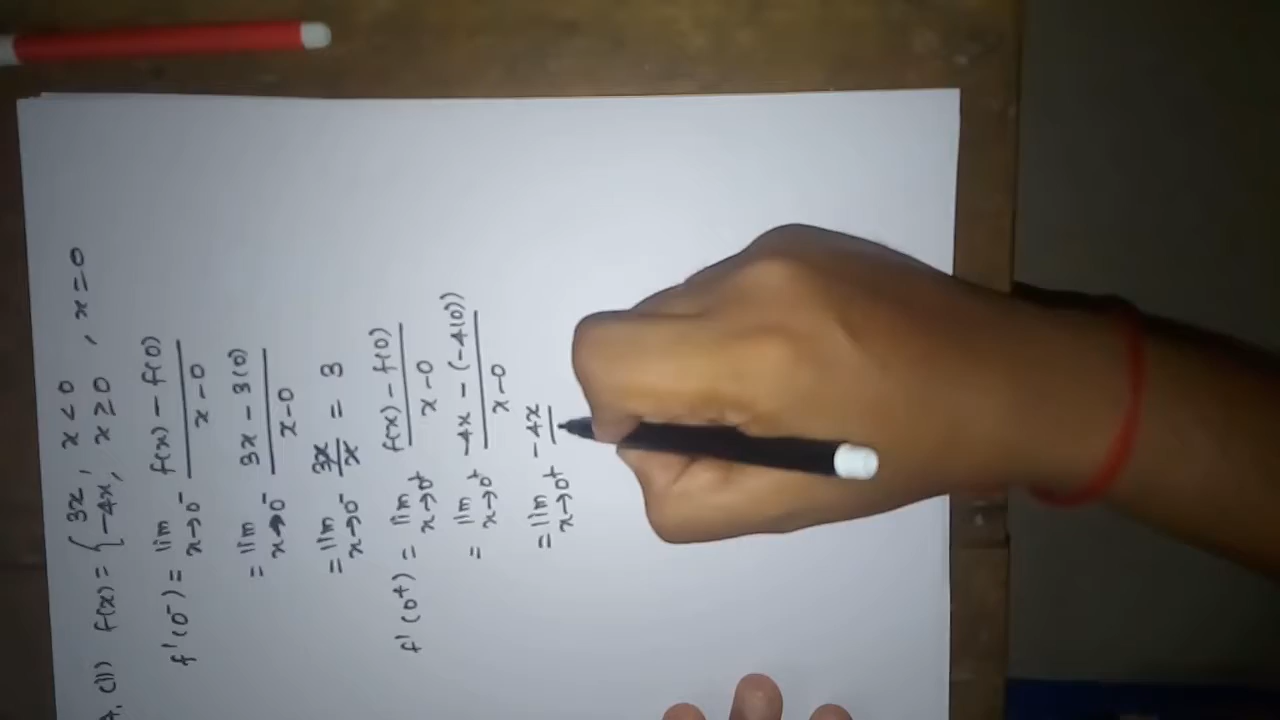 (ii) f(x) = { 3x, x < 0
-4x, x ≥ 0 , x = 0
f'(0⁻) = lim x→0⁻ f(x) - f(0) / x - 0
= lim x→0⁻ 3x - 3(0) / x - 0
= lim x→0⁻ 3x / x = 3
f'(0⁺) = lim x→0⁺ f(x) - f(0) / x - 0
= lim x→0⁺ -4x - (-4(0)) / x - 0
= lim x→0⁺ -4x